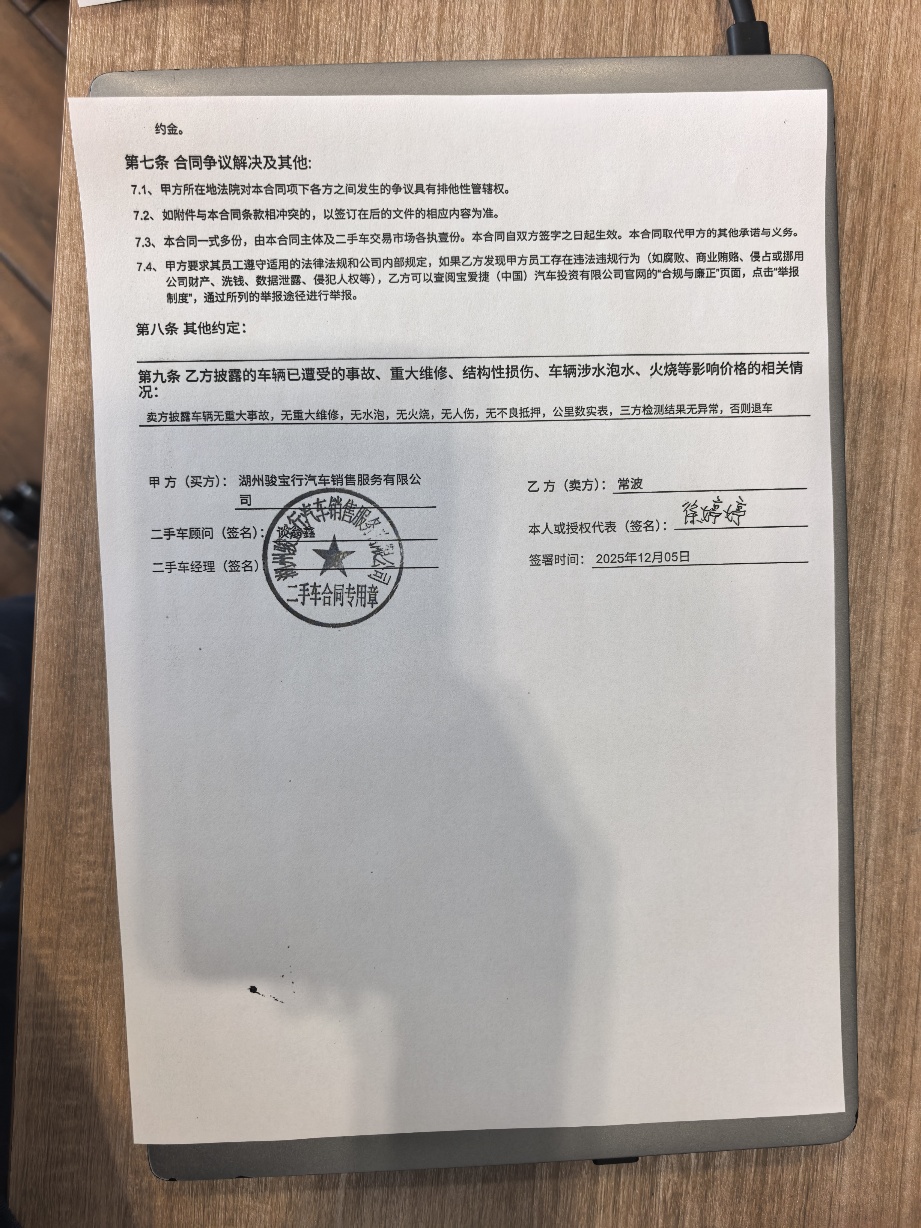 约金。
第七条 合同争议解决及其他:
7.1、甲方所在地法院对本合同项下各方之间发生的争议具有排他性管辖权。
7.2、如附件与本合同条款相冲突的，以签订在后的文件的相应内容为准。
7.3、本合同一式多份，由本合同主体及二手车交易市场各执壹份。本合同自双方签字之日起生效。本合同取代甲方的其他承诺与义务。
7.4、甲方要求其员工遵守适用的法律法规和公司内部规定，如果乙方发现甲方员工存在违法违规行为（如腐败、商业贿赂、侵占或挪用
公司财产、洗钱、数据泄露、侵犯人权等），乙方可以查阅宝爱捷（中国）汽车投资有限公司官网的“合规与廉正”页面，点击“举报
制度”，通过所列的举报途径进行举报。
第八条 其他约定：
第九条 乙方披露的车辆已遭受的事故、重大维修、结构性损伤、车辆涉水泡水、火烧等影响价格的相关情
况：
卖方披露车辆无重大事故，无重大维修，无水泡，无火烧，无人伤，无不良抵押，公里数实表，三方检测结果无异常，否则退车
甲 方（买方）： 湖州骏宝行汽车销售服务有限公
司
乙 方（卖方）： 常波
二手车顾问（签名）： 鑫
本人或授权代表（签名）： 徐婷婷
二手车经理（签名）
签署时间： 2025年12月05日
湖州骏宝行汽车销售服务有限公司
二手车合同专用章